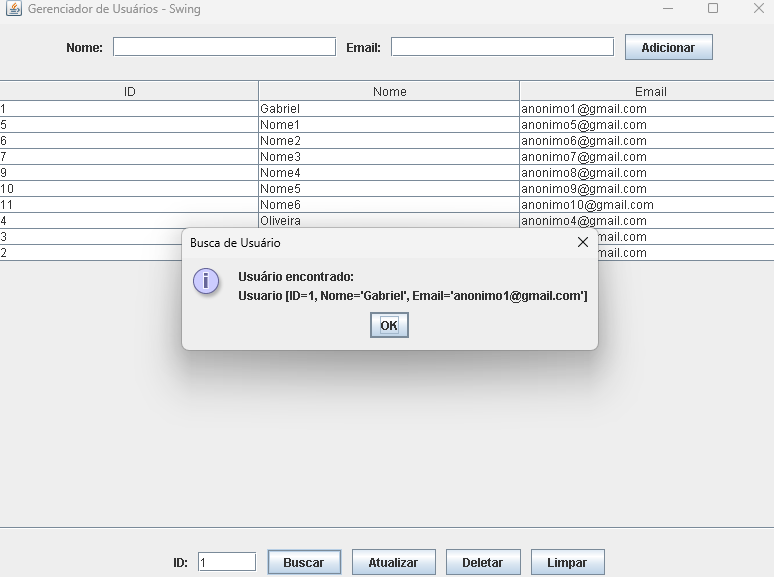 Gerenciador de Usuários - Swing
Nome: Email: Adicionar
ID Nome Email
1 Gabriel anonimo1@gmail.com
5 Nome1 anonimo5@gmail.com
6 Nome2 anonimo6@gmail.com
7 Nome3 anonimo7@gmail.com
9 Nome4 anonimo8@gmail.com
10 Nome5 anonimo9@gmail.com
11 Nome6 anonimo10@gmail.com
4 Oliveira anonimo4@gmail.com
3 mail.com
2 mail.com
Busca de Usuário
Usuário encontrado:
Usuario [ID=1, Nome='Gabriel', Email='anonimo1@gmail.com']
OK
ID: 1 Buscar Atualizar Deletar Limpar